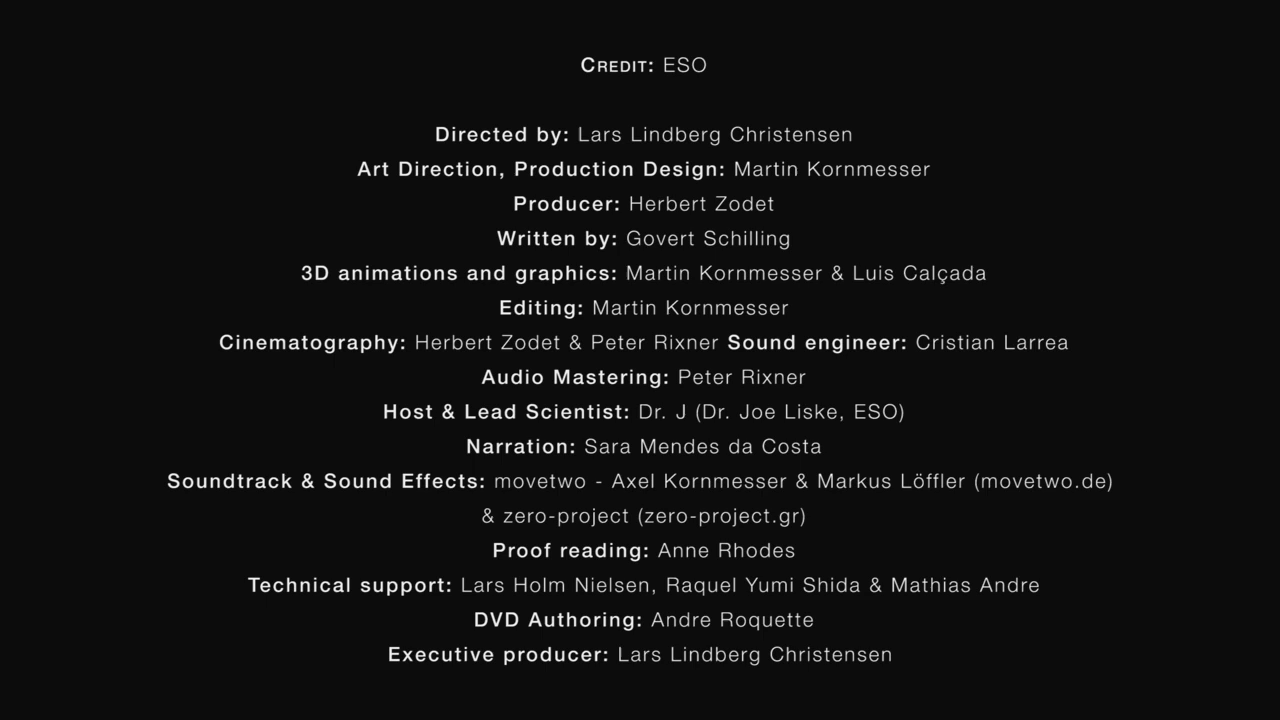 CREDIT: ESO
Directed by: Lars Lindberg Christensen
Art Direction, Production Design: Martin Kornmesser
Producer: Herbert Zodet
Written by: Govert Schilling
3D animations and graphics: Martin Kornmesser & Luis Calçada
Editing: Martin Kornmesser
Cinematography: Herbert Zodet & Peter Rixner Sound engineer: Cristian Larrea
Audio Mastering: Peter Rixner
Host & Lead Scientist: Dr. J (Dr. Joe Liske, ESO)
Narration: Sara Mendes da Costa
Soundtrack & Sound Effects: movetwo - Axel Kornmesser & Markus Löffler (movetwo.de)
& zero-project (zero-project.gr)
Proof reading: Anne Rhodes
Technical support: Lars Holm Nielsen, Raquel Yumi Shida & Mathias Andre
DVD Authoring: Andre Roquette
Executive producer: Lars Lindberg Christensen